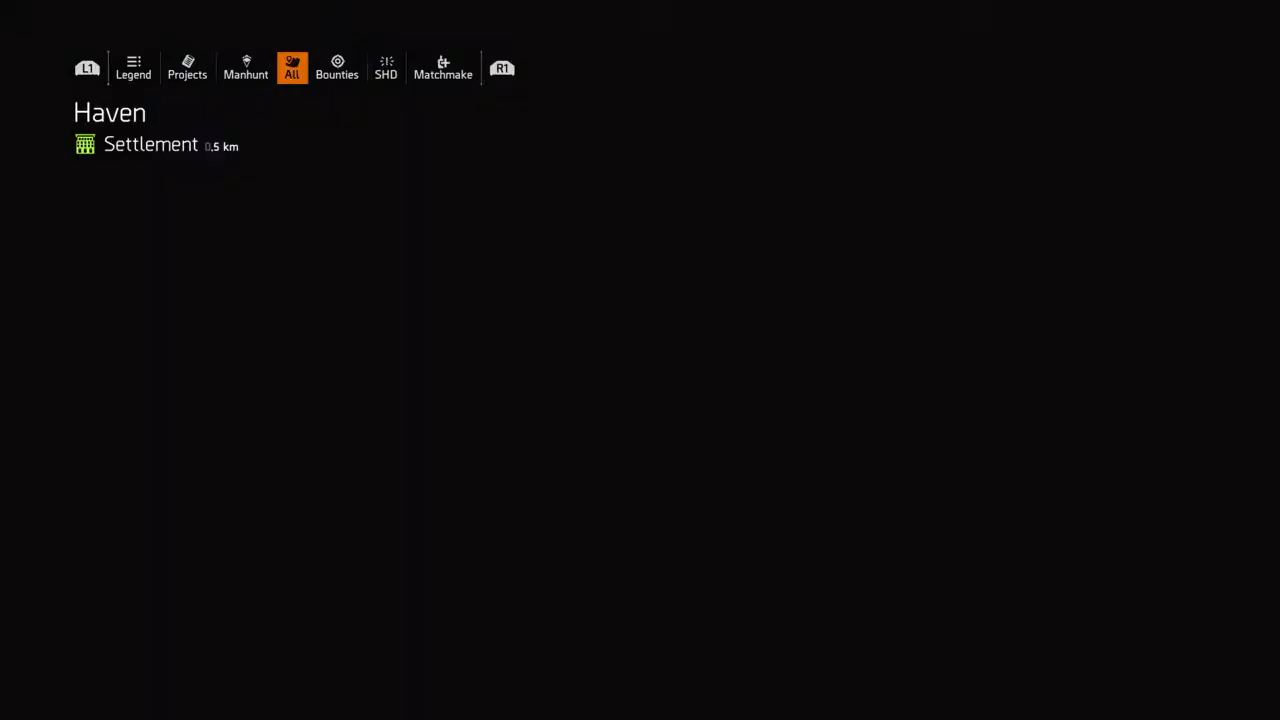 L1 Legend Projects Manhunt All Bounties SHD Matchmake R1
Haven
Settlement 0.5 km